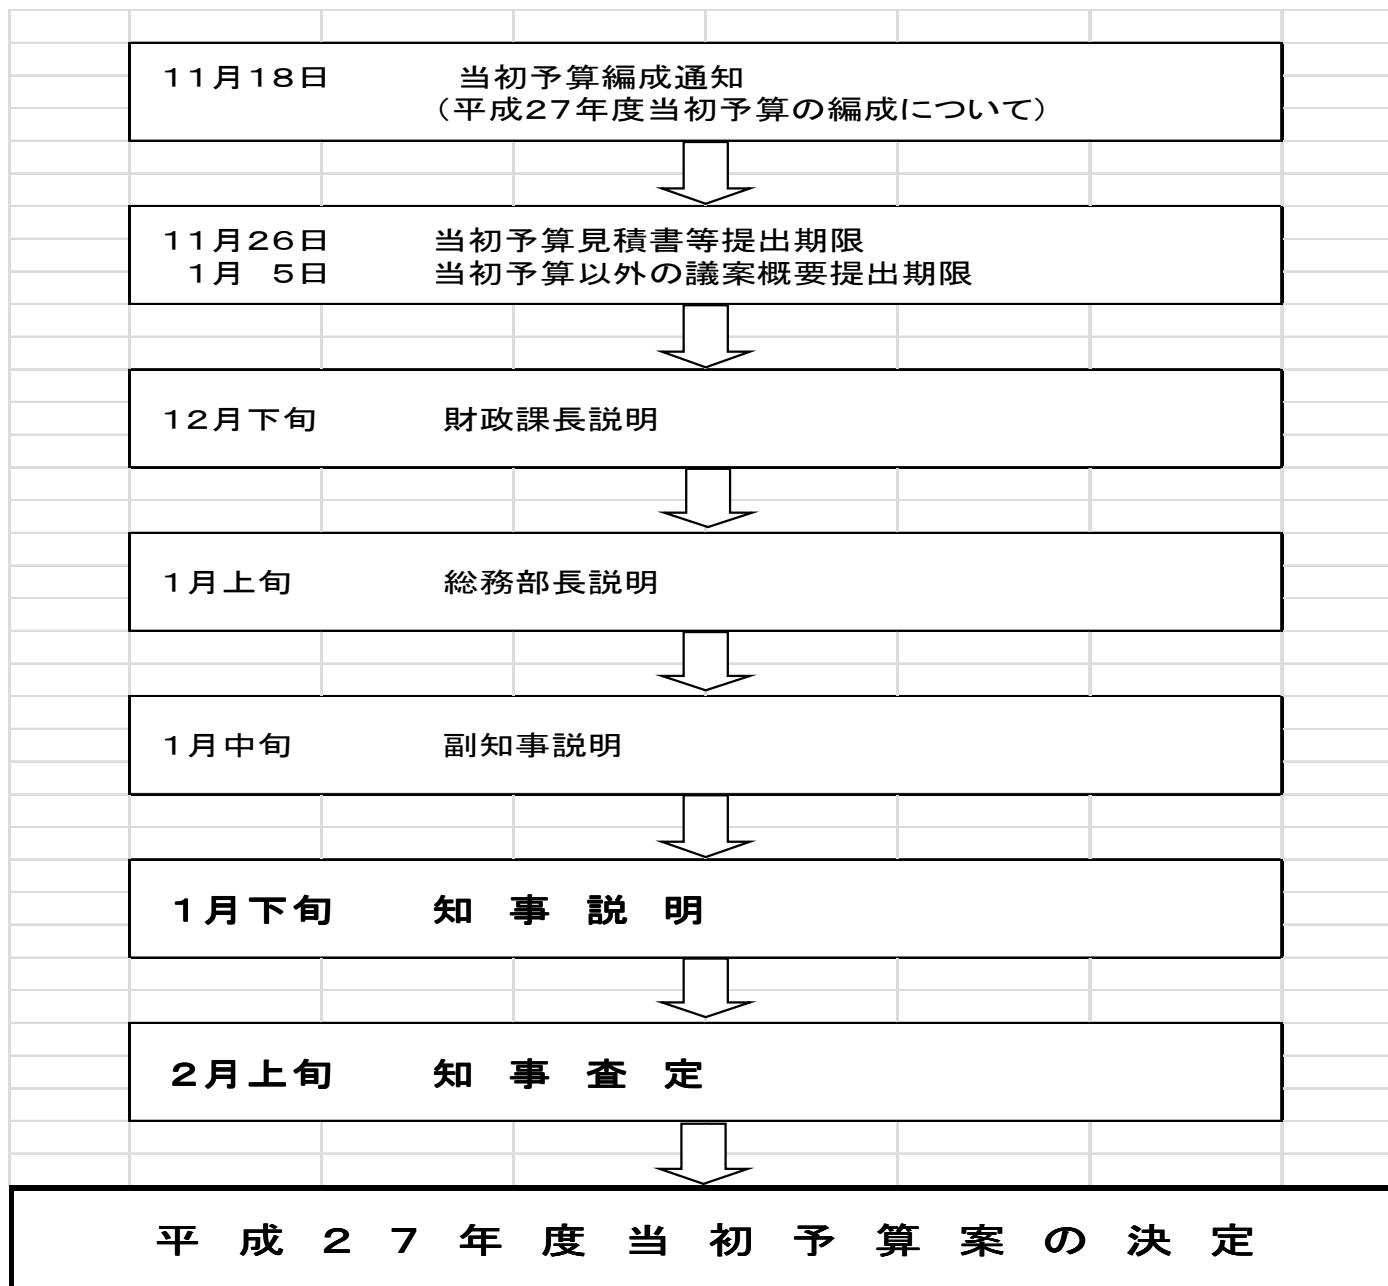 11月18日 当初予算編成通知
（平成27年度当初予算の編成について）
11月26日 当初予算見積書等提出期限
1月 5日 当初予算以外の議案概要提出期限
12月下旬 財政課長説明
1月上旬 総務部長説明
1月中旬 副知事説明
1月下旬 知事説明
2月上旬 知事査定
平成27年度当初予算案の決定